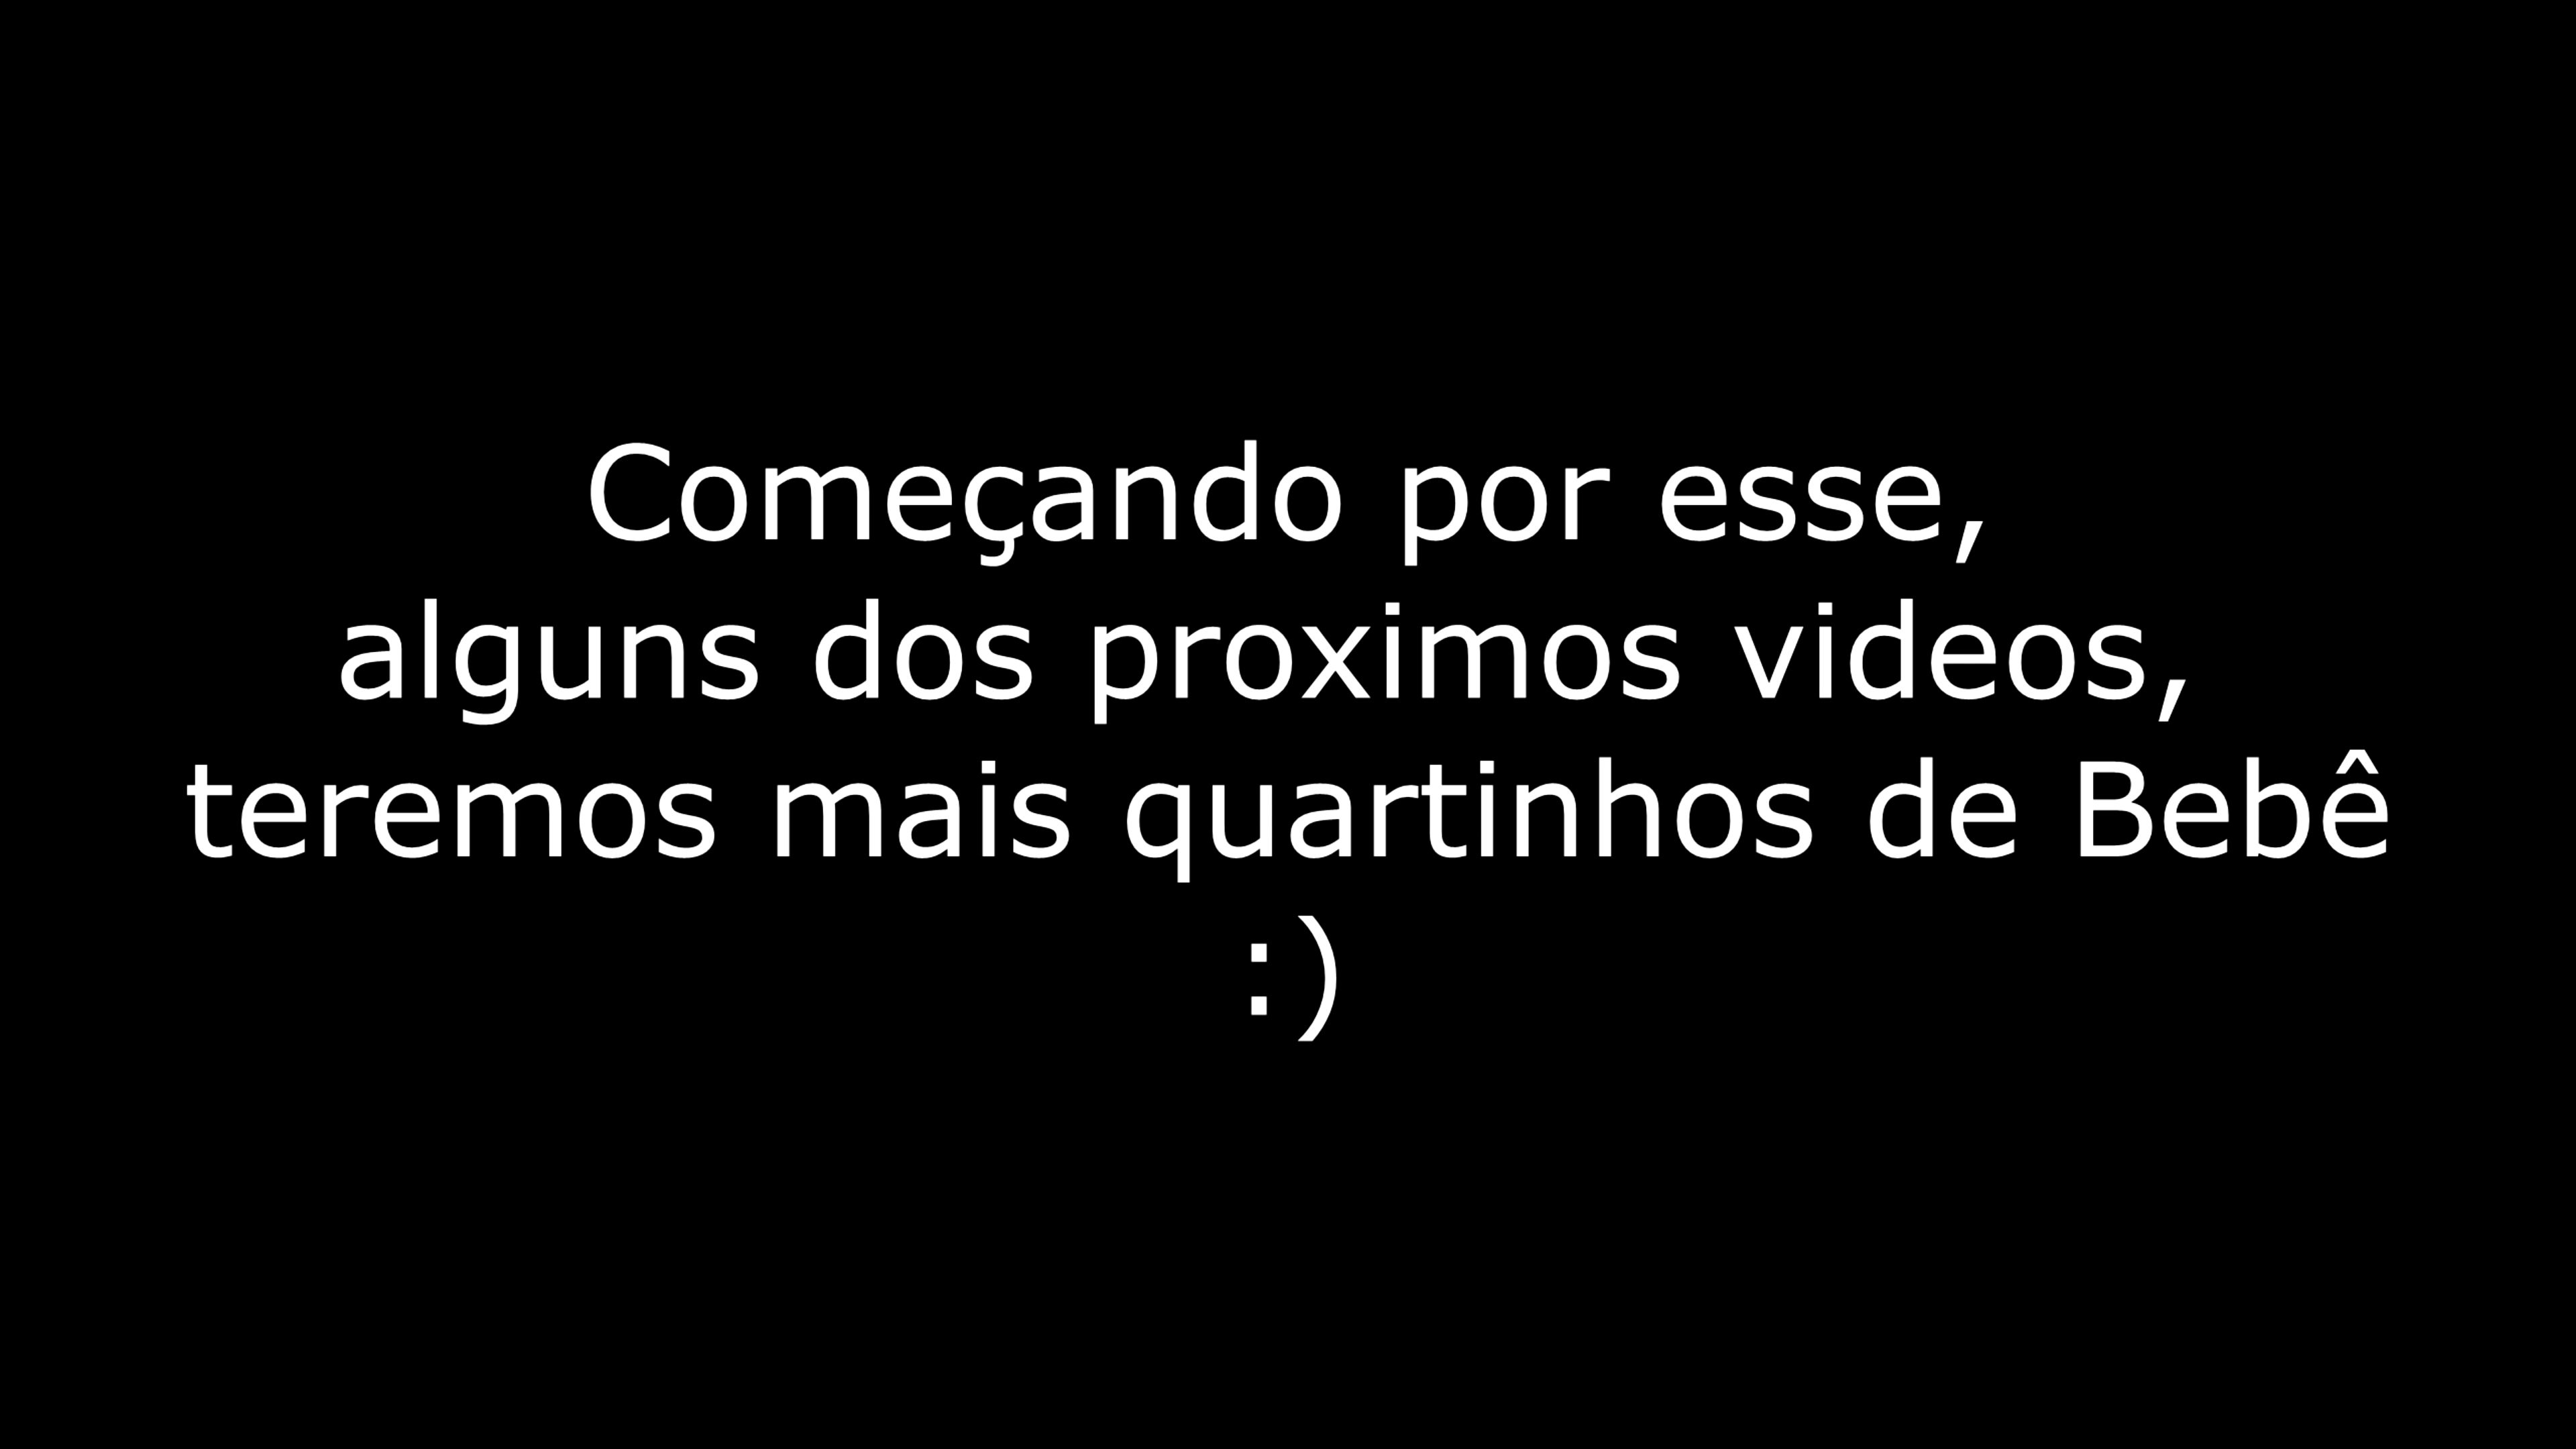 Começando por esse,
alguns dos proximos videos,
teremos mais quartinhos de Bebê
:)